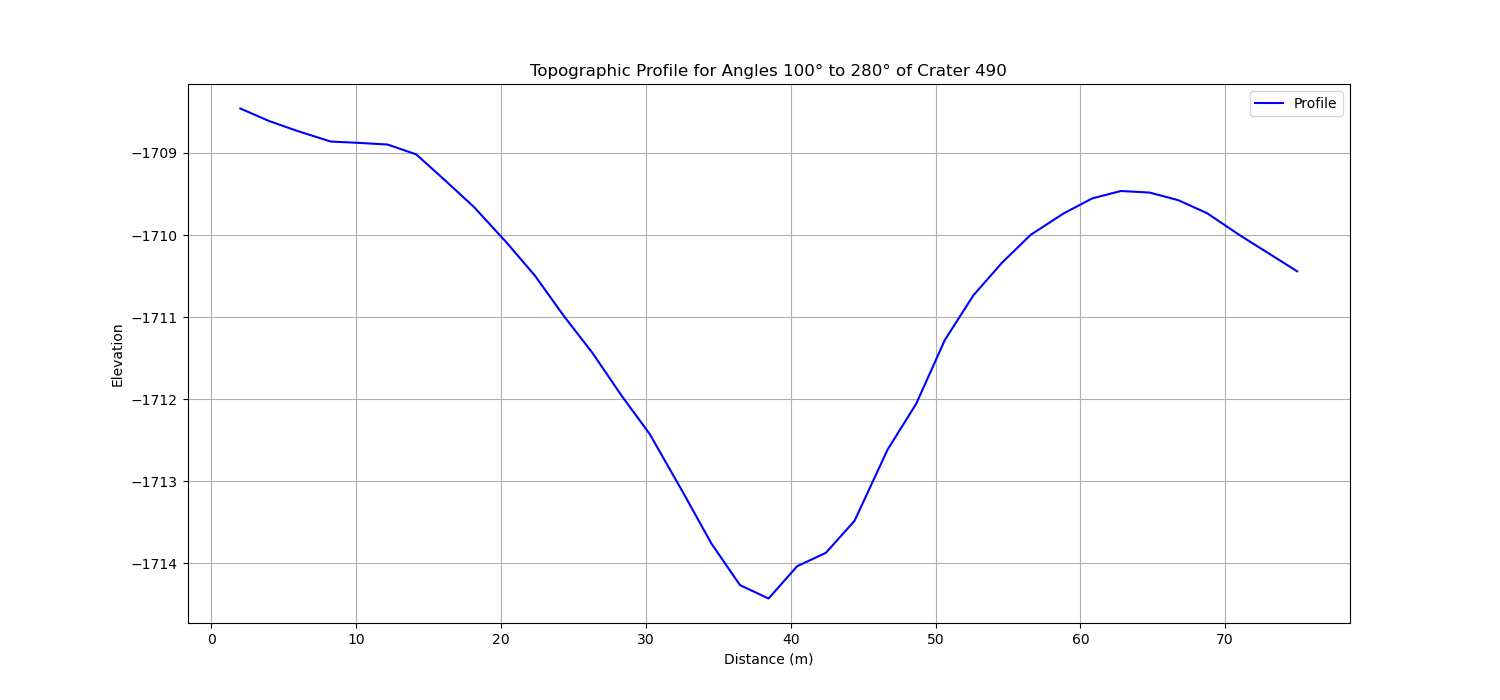 Topographic Profile for Angles 100° to 280° of Crater 490
Profile
−1709
−1710
−1711
−1712
−1713
−1714
Elevation
0 10 20 30 40 50 60 70
Distance (m)